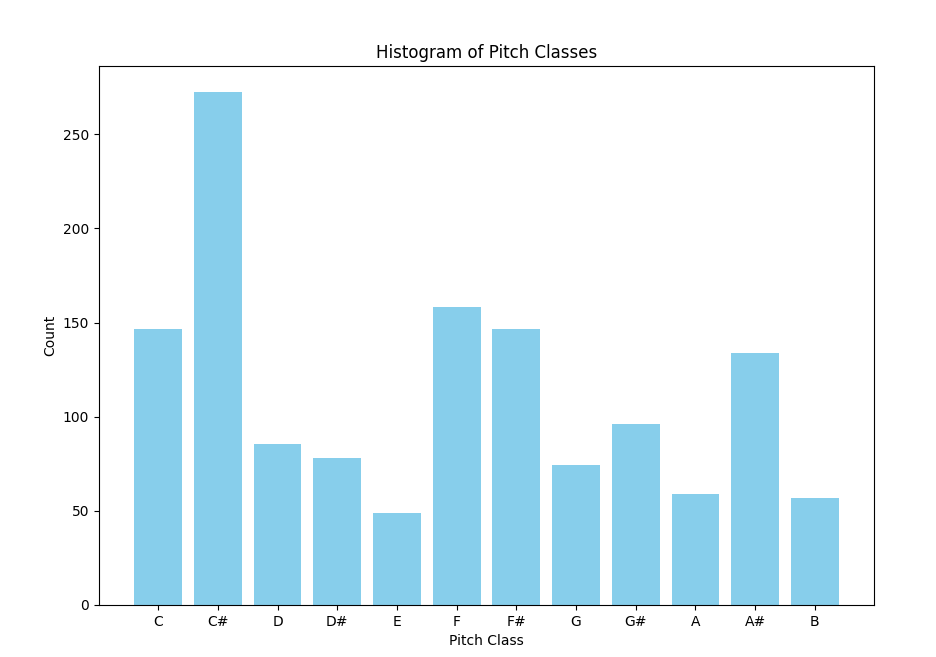 Histogram of Pitch Classes
250
200
150
100
50
0
Count
C C# D D# E F F# G G# A A# B
Pitch Class